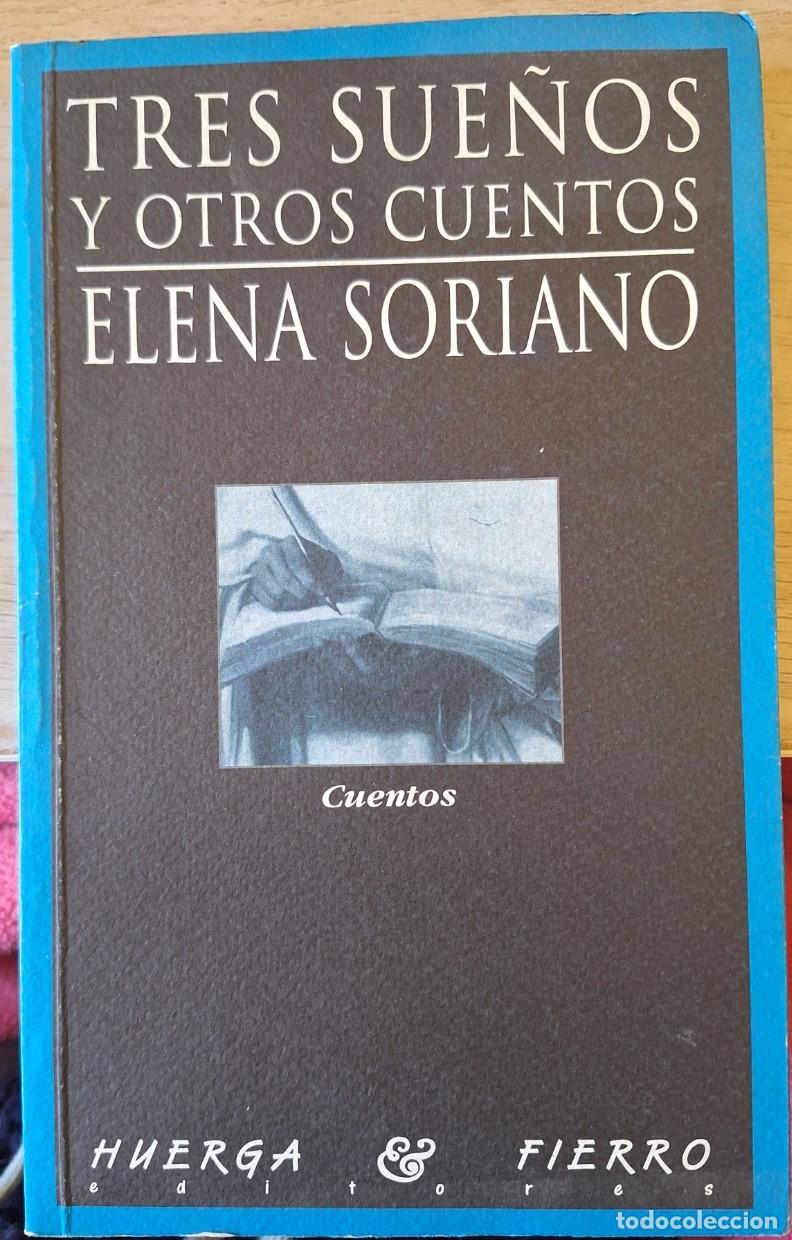 TRES SUEÑOS
Y OTROS CUENTOS
ELENA SORIANO
Cuentos
HUERGA & FIERRO
editores
todocoleccion